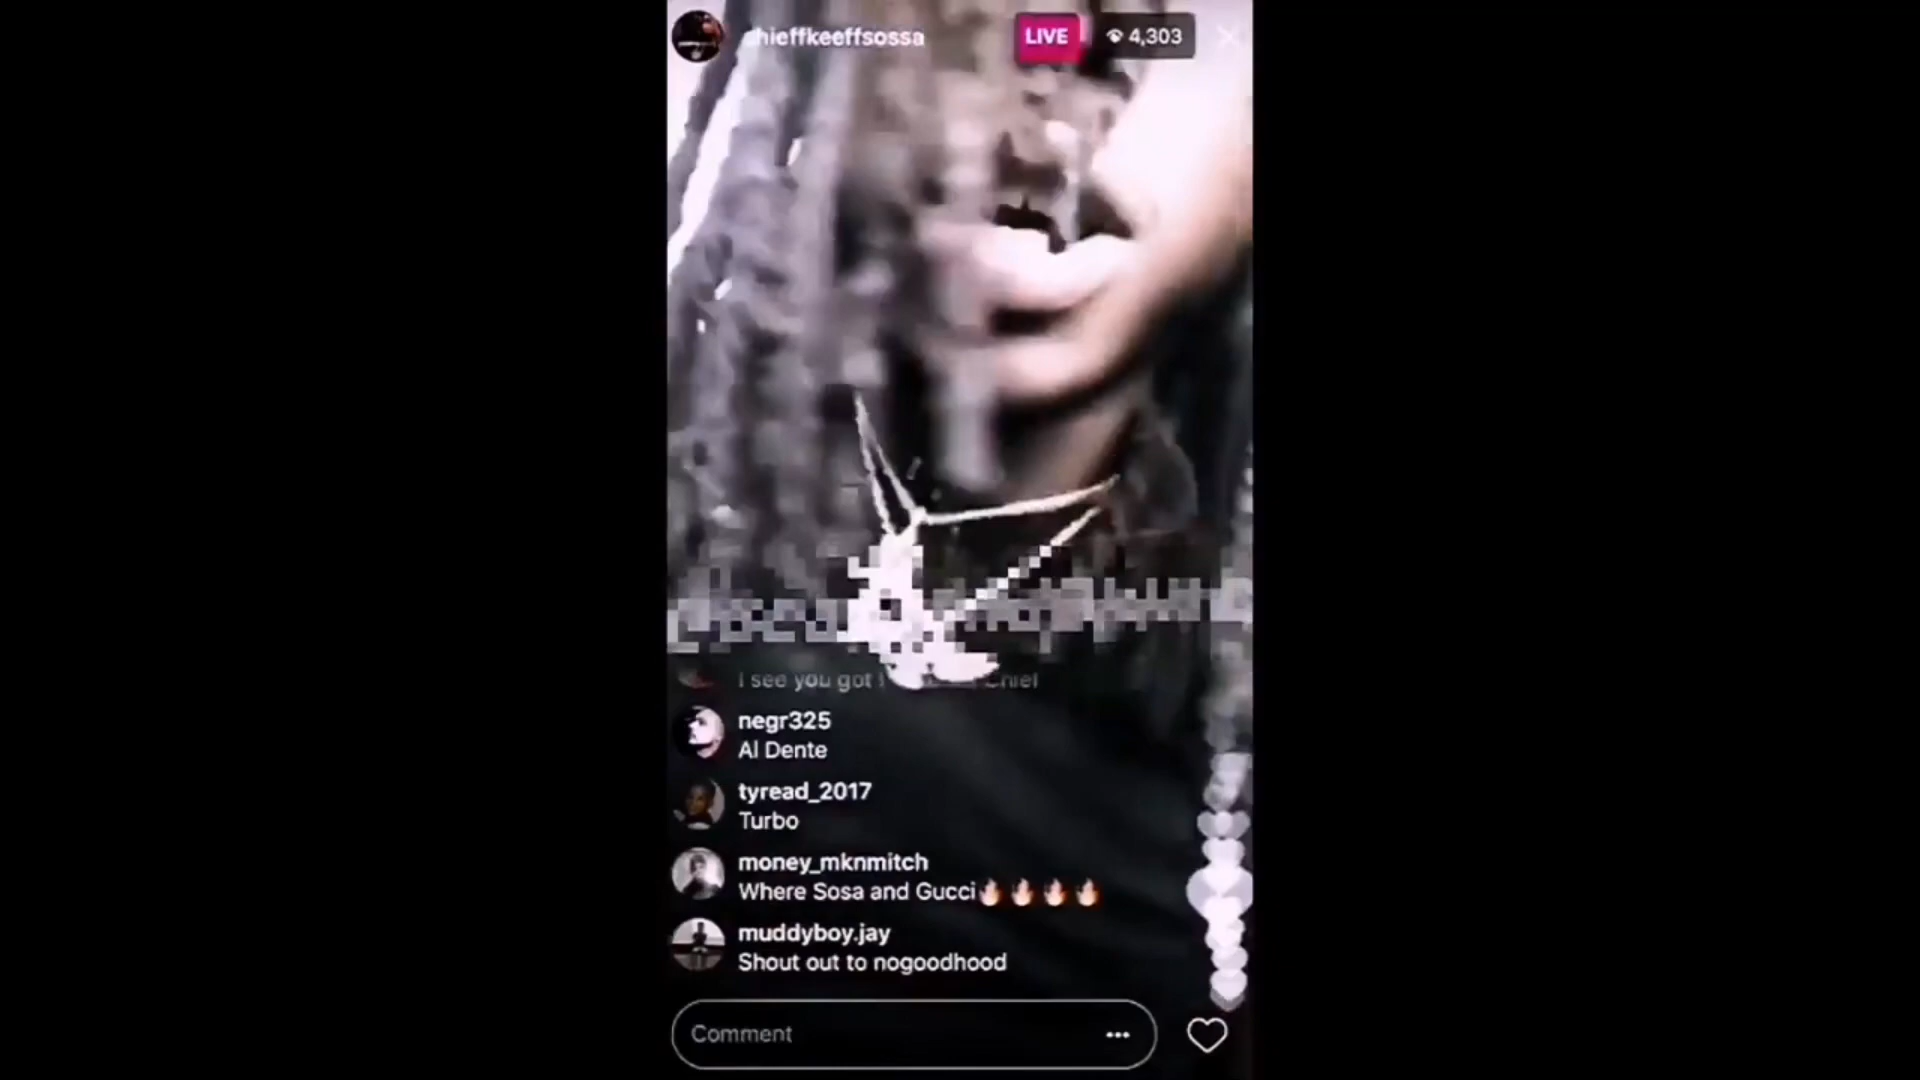 hieffkeeffsossa
LIVE 4,303
I see you got
negr325
Al Dente
tyread_2017
Turbo
money_mknmitch
Where Sosa and Gucci🔥🔥🔥🔥
muddyboy.jay
Shout out to nogoodhood
Comment